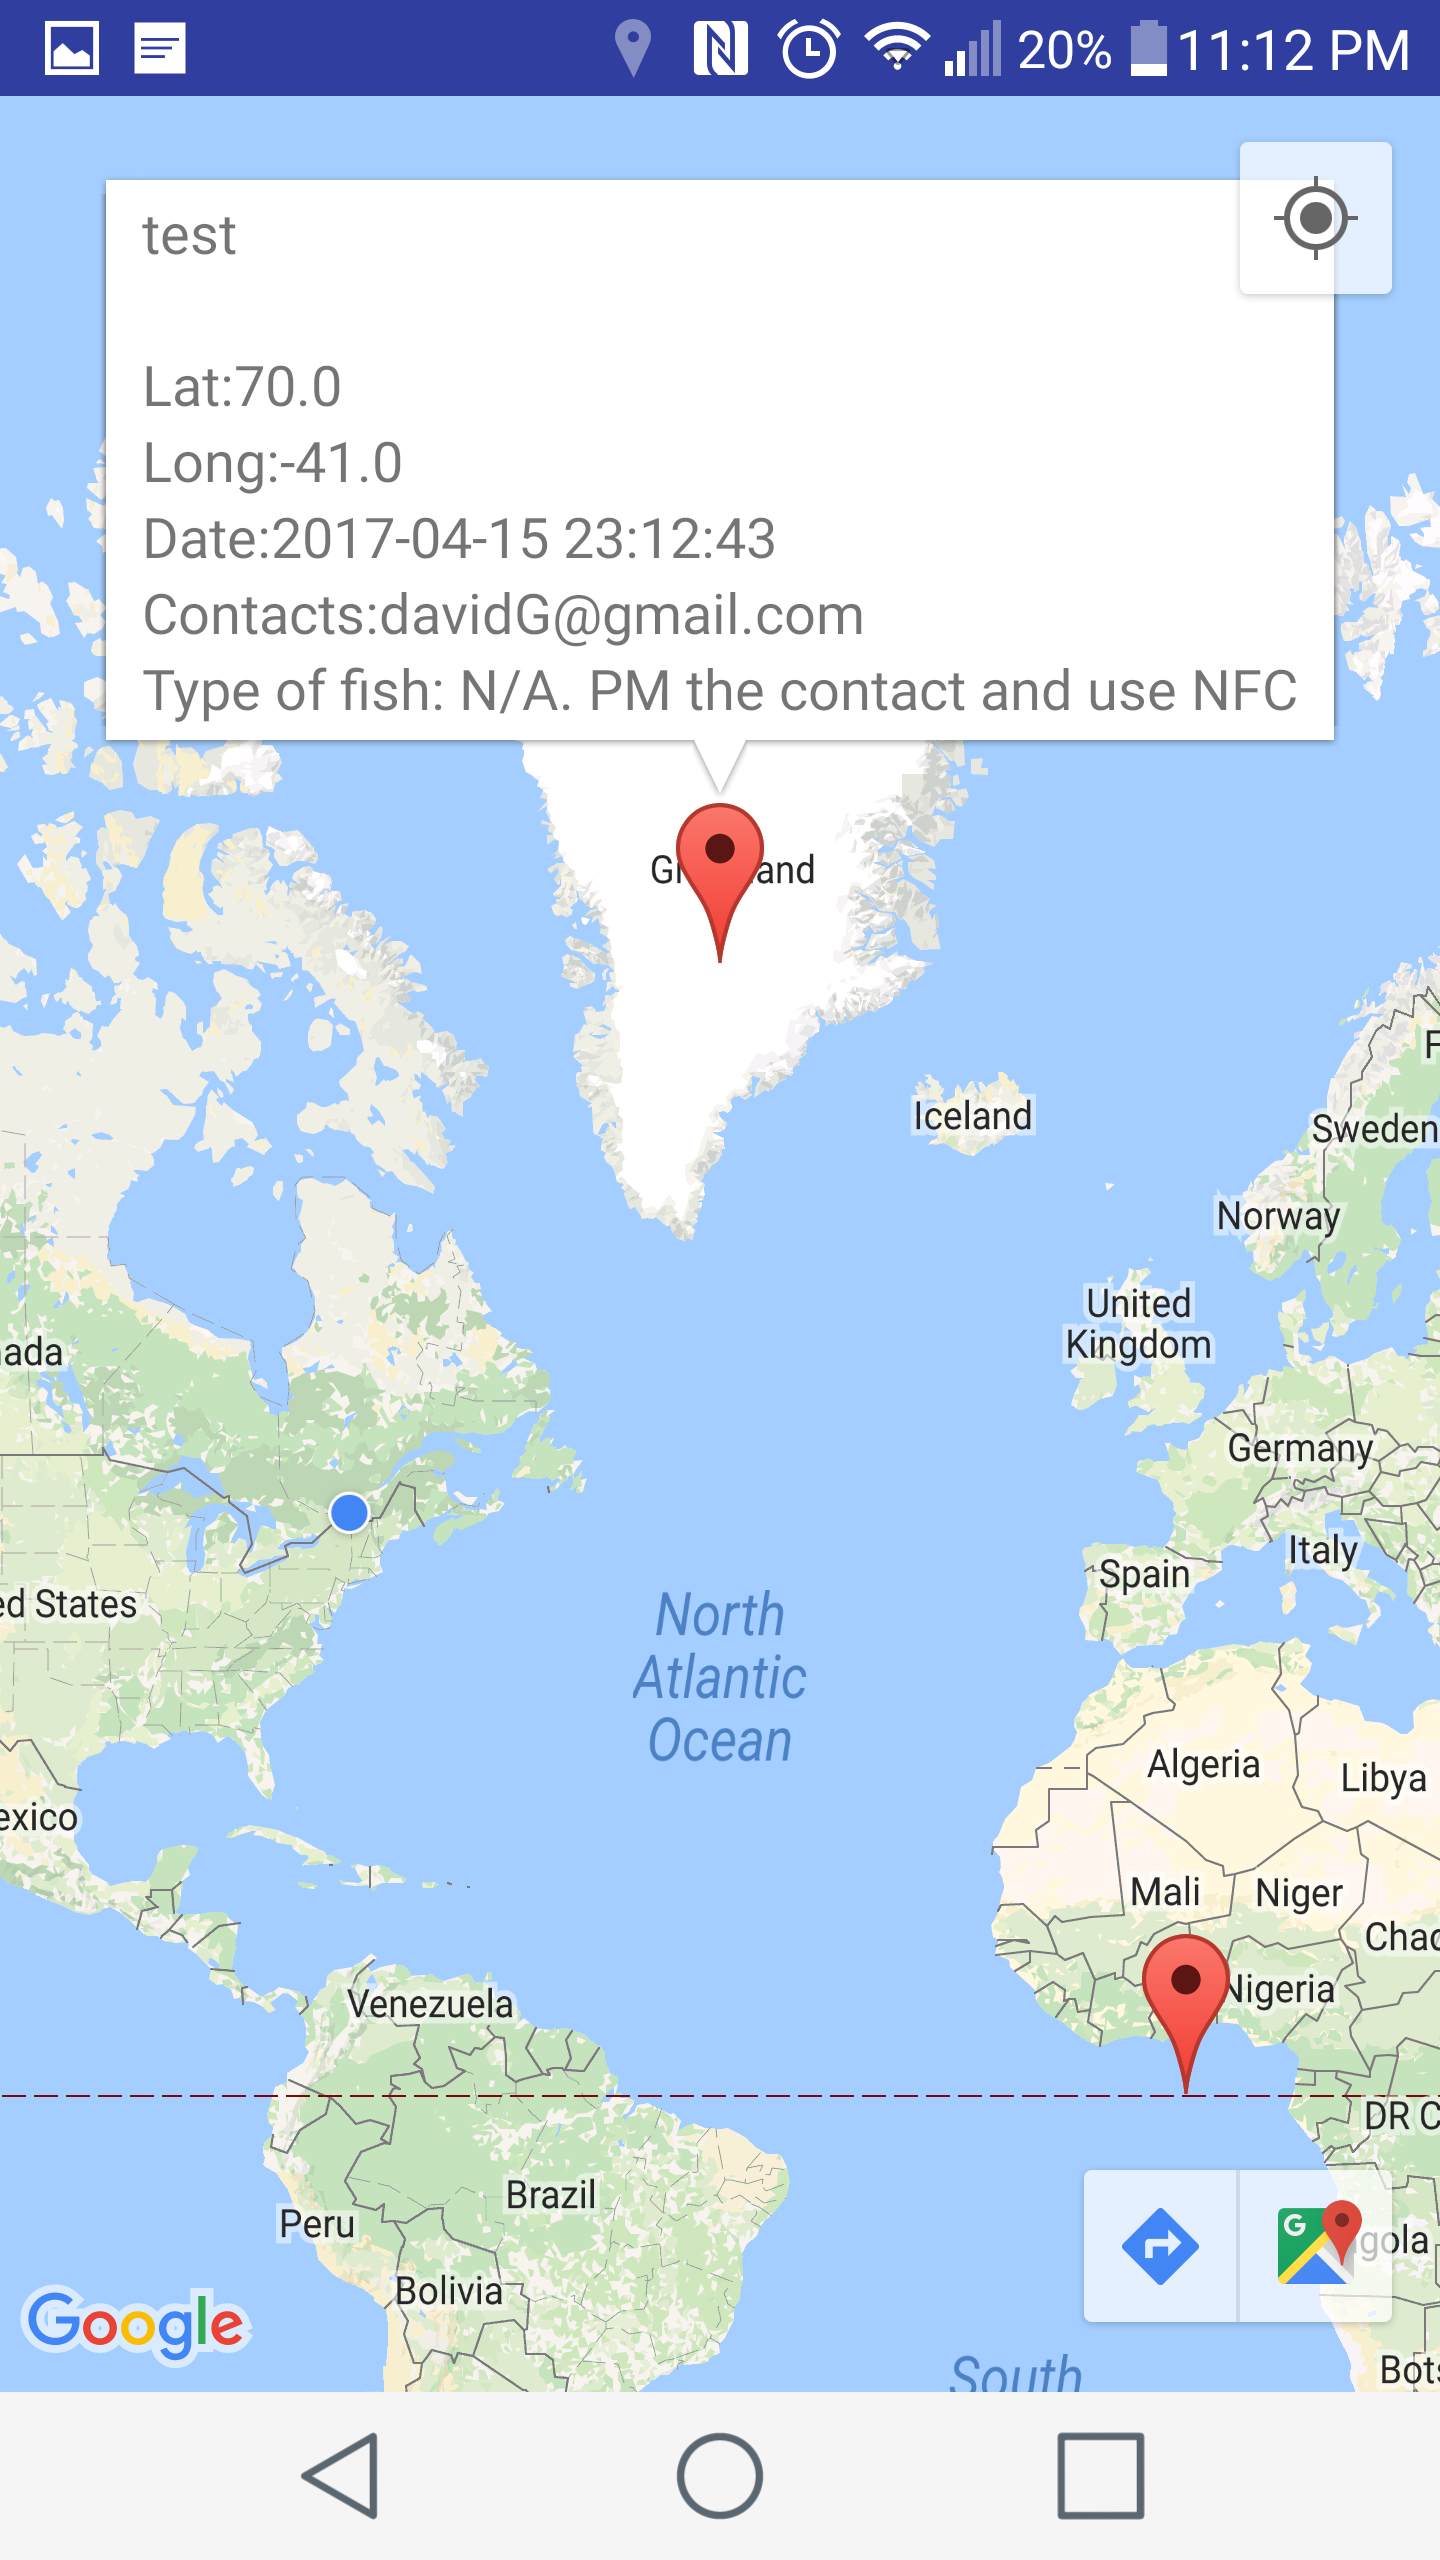 20% 11:12 PM
test
Lat:70.0
Long:-41.0
Date:2017-04-15 23:12:43
Contacts:davidG@gmail.com
Type of fish: N/A. PM the contact and use NFC
Iceland
Sweden
Norway
United
Kingdom
ada
Germany
Italy
Spain
ed States
North
Atlantic
Ocean
Algeria
Libya
exico
Mali
Niger
Chad
Nigeria
Venezuela
DR C
Brazil
Peru
gola
Bolivia
Google
South
Bots